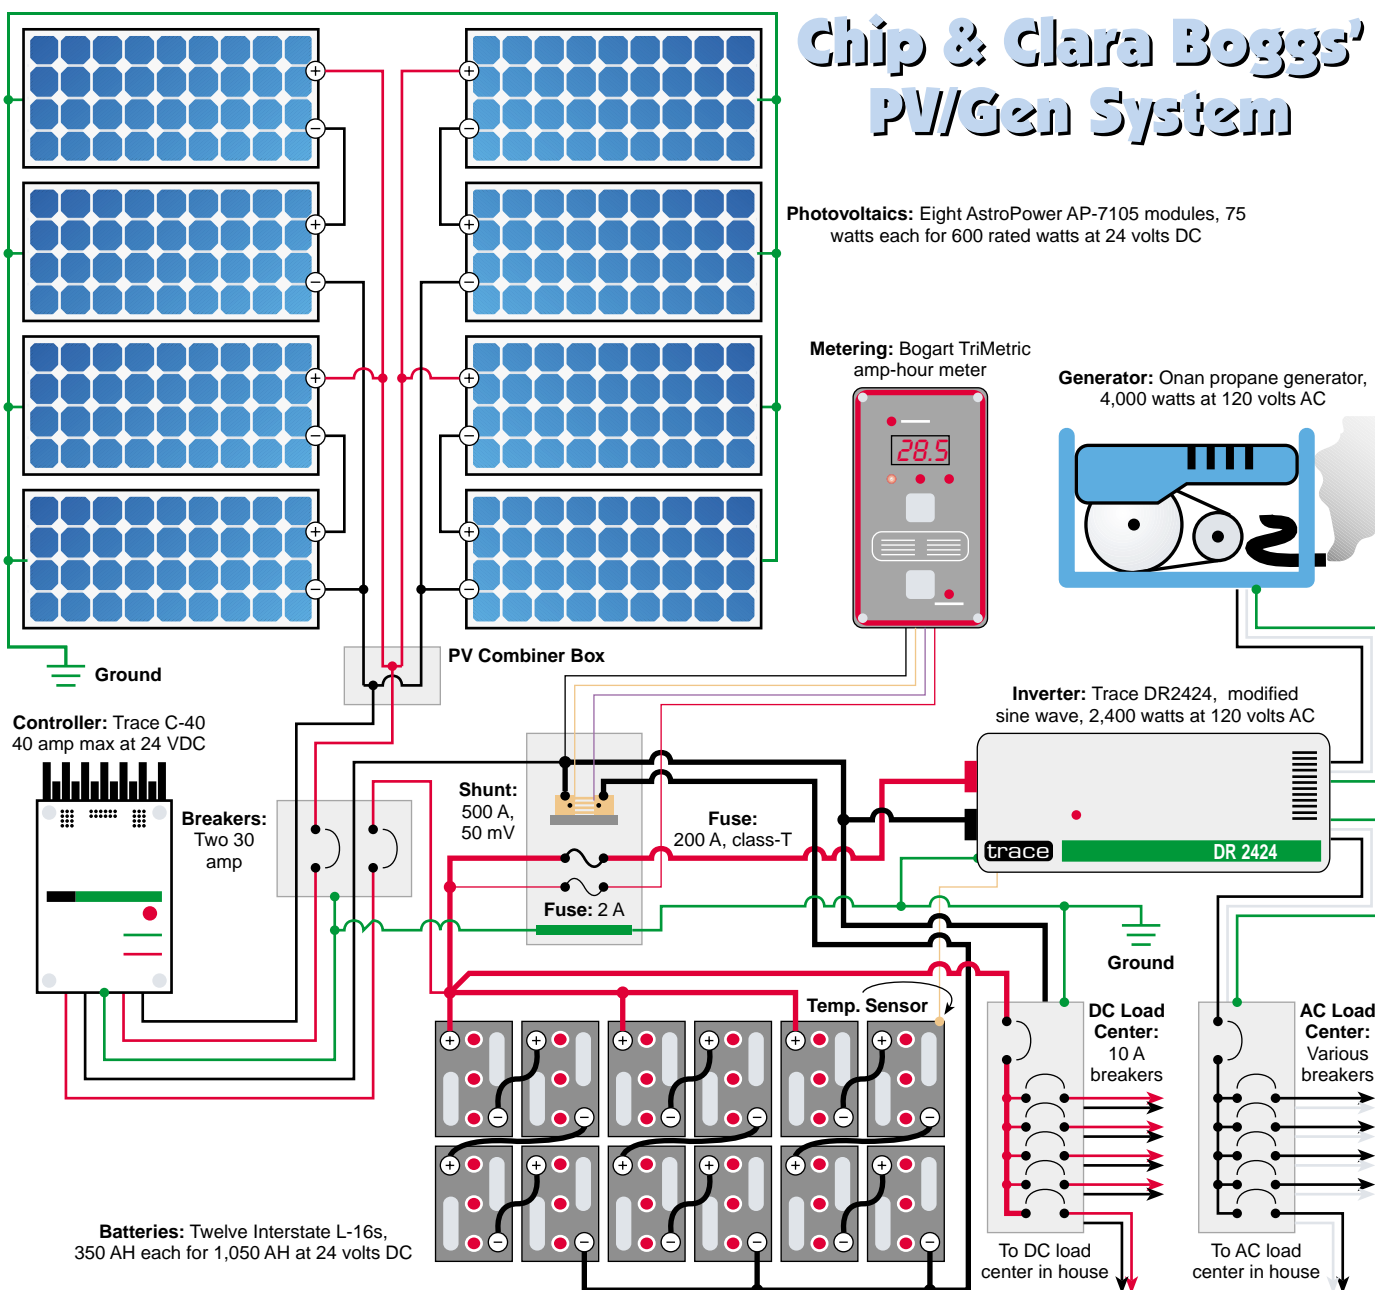 Chip & Clara Boggs'
PV/Gen System
Photovoltaics: Eight AstroPower AP-7105 modules, 75
watts each for 600 rated watts at 24 volts DC
Metering: Bogart TriMetric
amp-hour meter
28.5
Generator: Onan propane generator,
4,000 watts at 120 volts AC
Ground
PV Combiner Box
Controller: Trace C-40
40 amp max at 24 VDC
Inverter: Trace DR2424, modified
sine wave, 2,400 watts at 120 volts AC
Breakers:
Two 30
amp
Shunt:
500 A,
50 mV
Fuse:
200 A, class-T
trace
DR 2424
Fuse: 2 A
Ground
Temp. Sensor
DC Load
Center:
10 A
breakers
AC Load
Center:
Various
breakers
Batteries: Twelve Interstate L-16s,
350 AH each for 1,050 AH at 24 volts DC
To DC load
center in house
To AC load
center in house